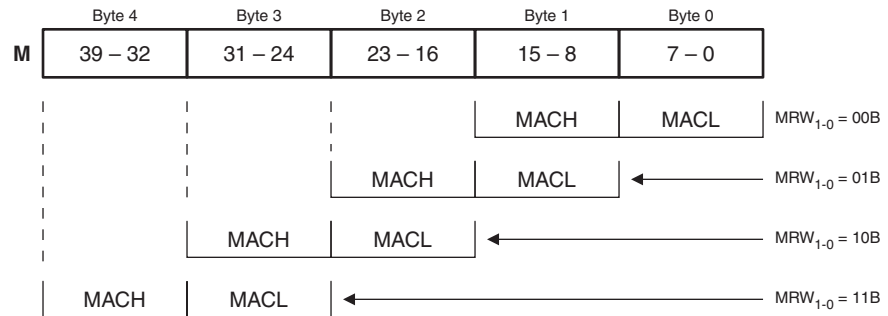 Byte 4 Byte 3 Byte 2 Byte 1 Byte 0
M 39 – 32 31 – 24 23 – 16 15 – 8 7 – 0
MACH MACL MRW1-0 = 00B
MACH MACL MRW1-0 = 01B
MACH MACL MRW1-0 = 10B
MACH MACL MRW1-0 = 11B